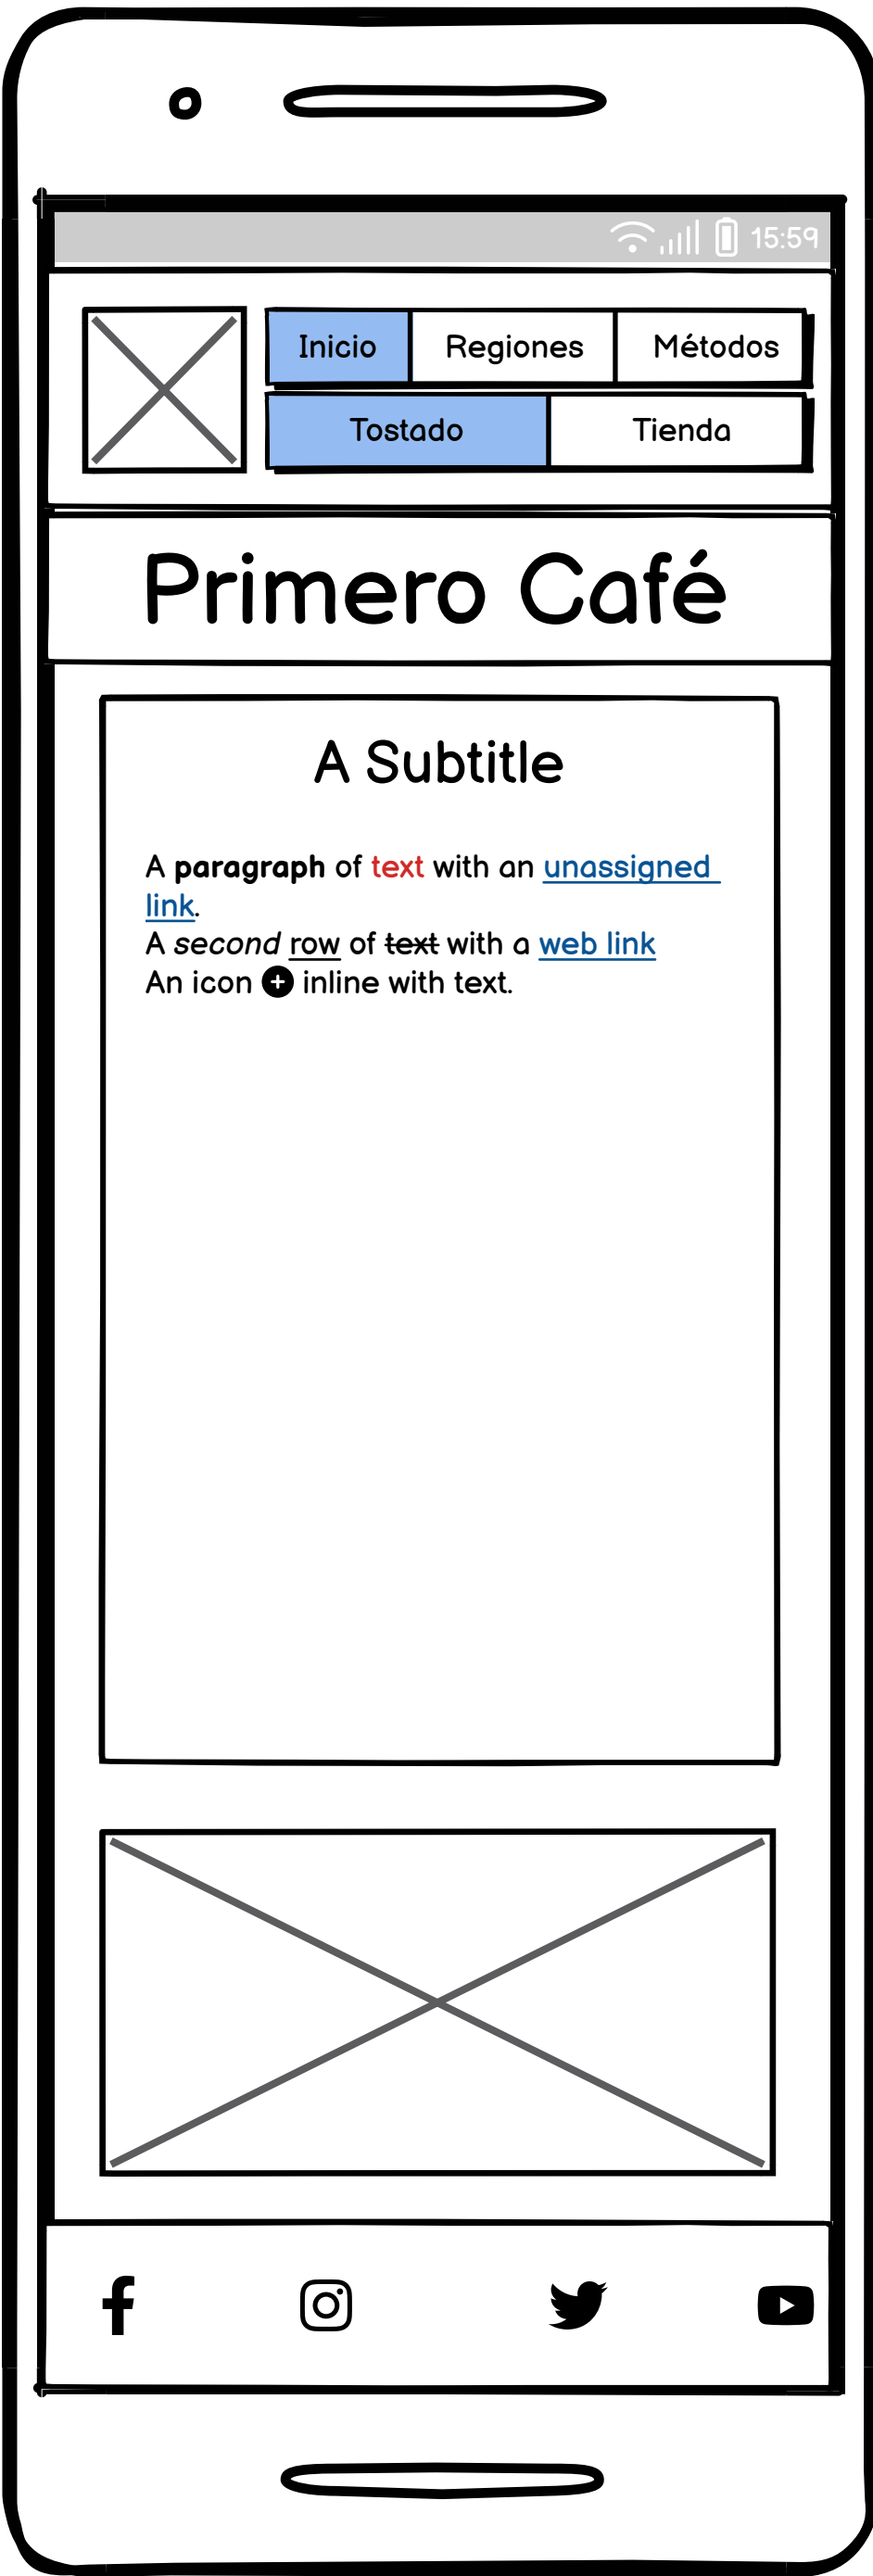 15:59
Inicio Regiones Métodos
Tostado Tienda
Primero Café
A Subtitle
A paragraph of text with an unassigned
link.
A second row of text with a web link
An icon inline with text.